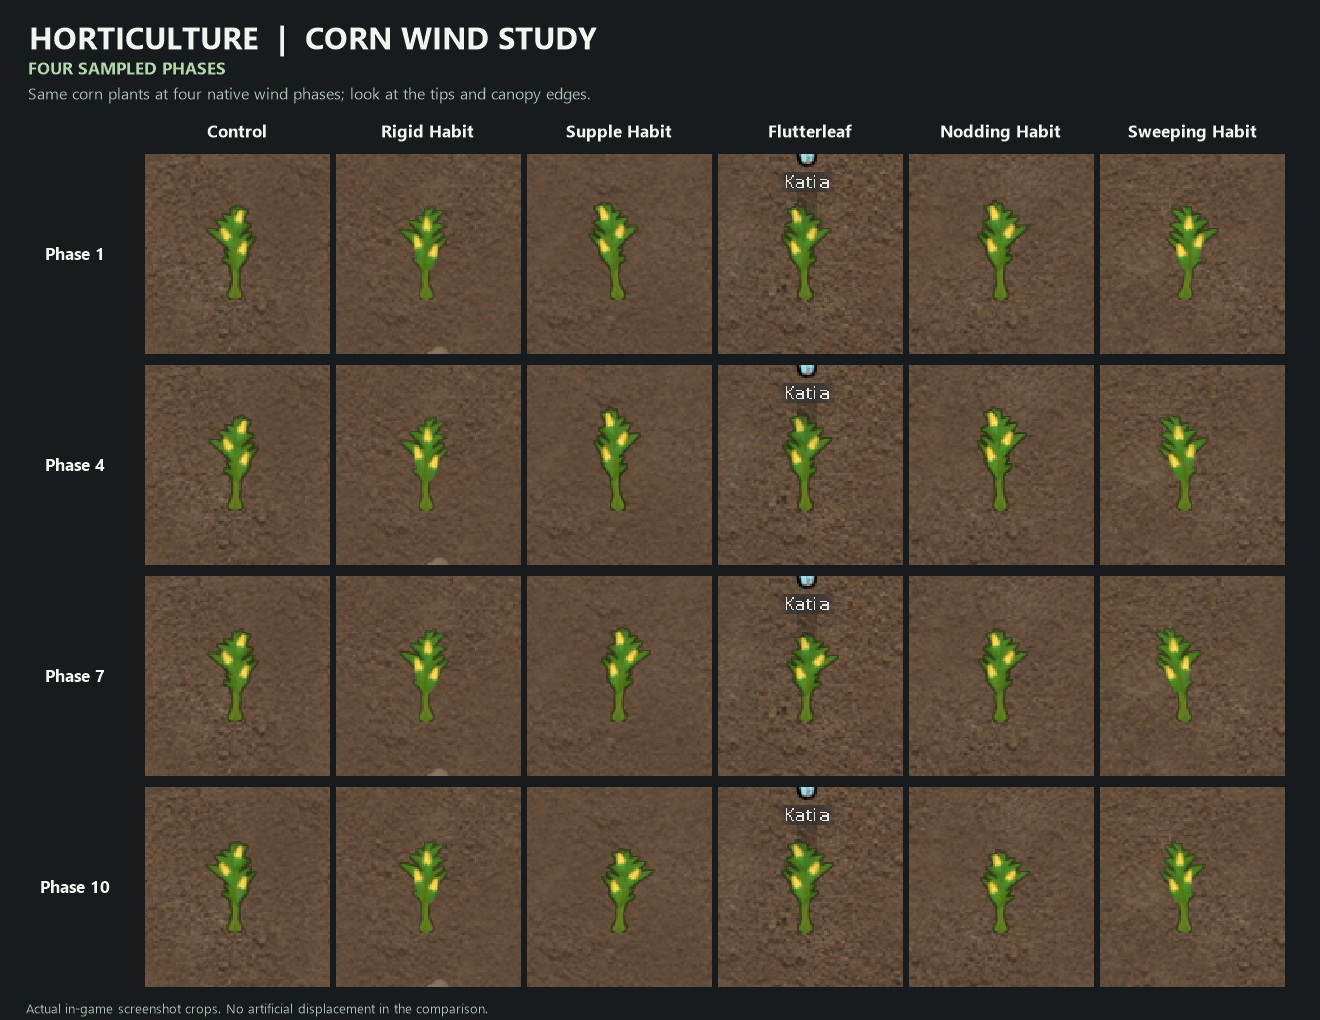 HORTICULTURE | CORN WIND STUDY
FOUR SAMPLED PHASES
Same corn plants at four native wind phases; look at the tips and canopy edges.
Control Rigid Habit Supple Habit Flutterleaf Nodding Habit Sweeping Habit
Katia
Phase 1
Katia
Phase 4
Katia
Phase 7
Katia
Phase 10
Actual in-game screenshot crops. No artificial displacement in the comparison.